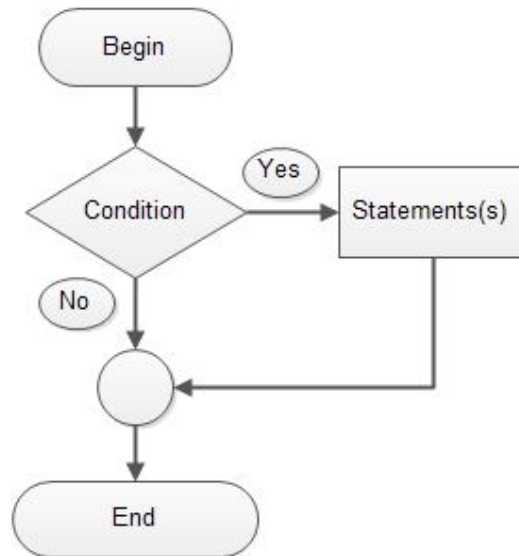 Begin
Yes
Condition
Statements(s)
No
End